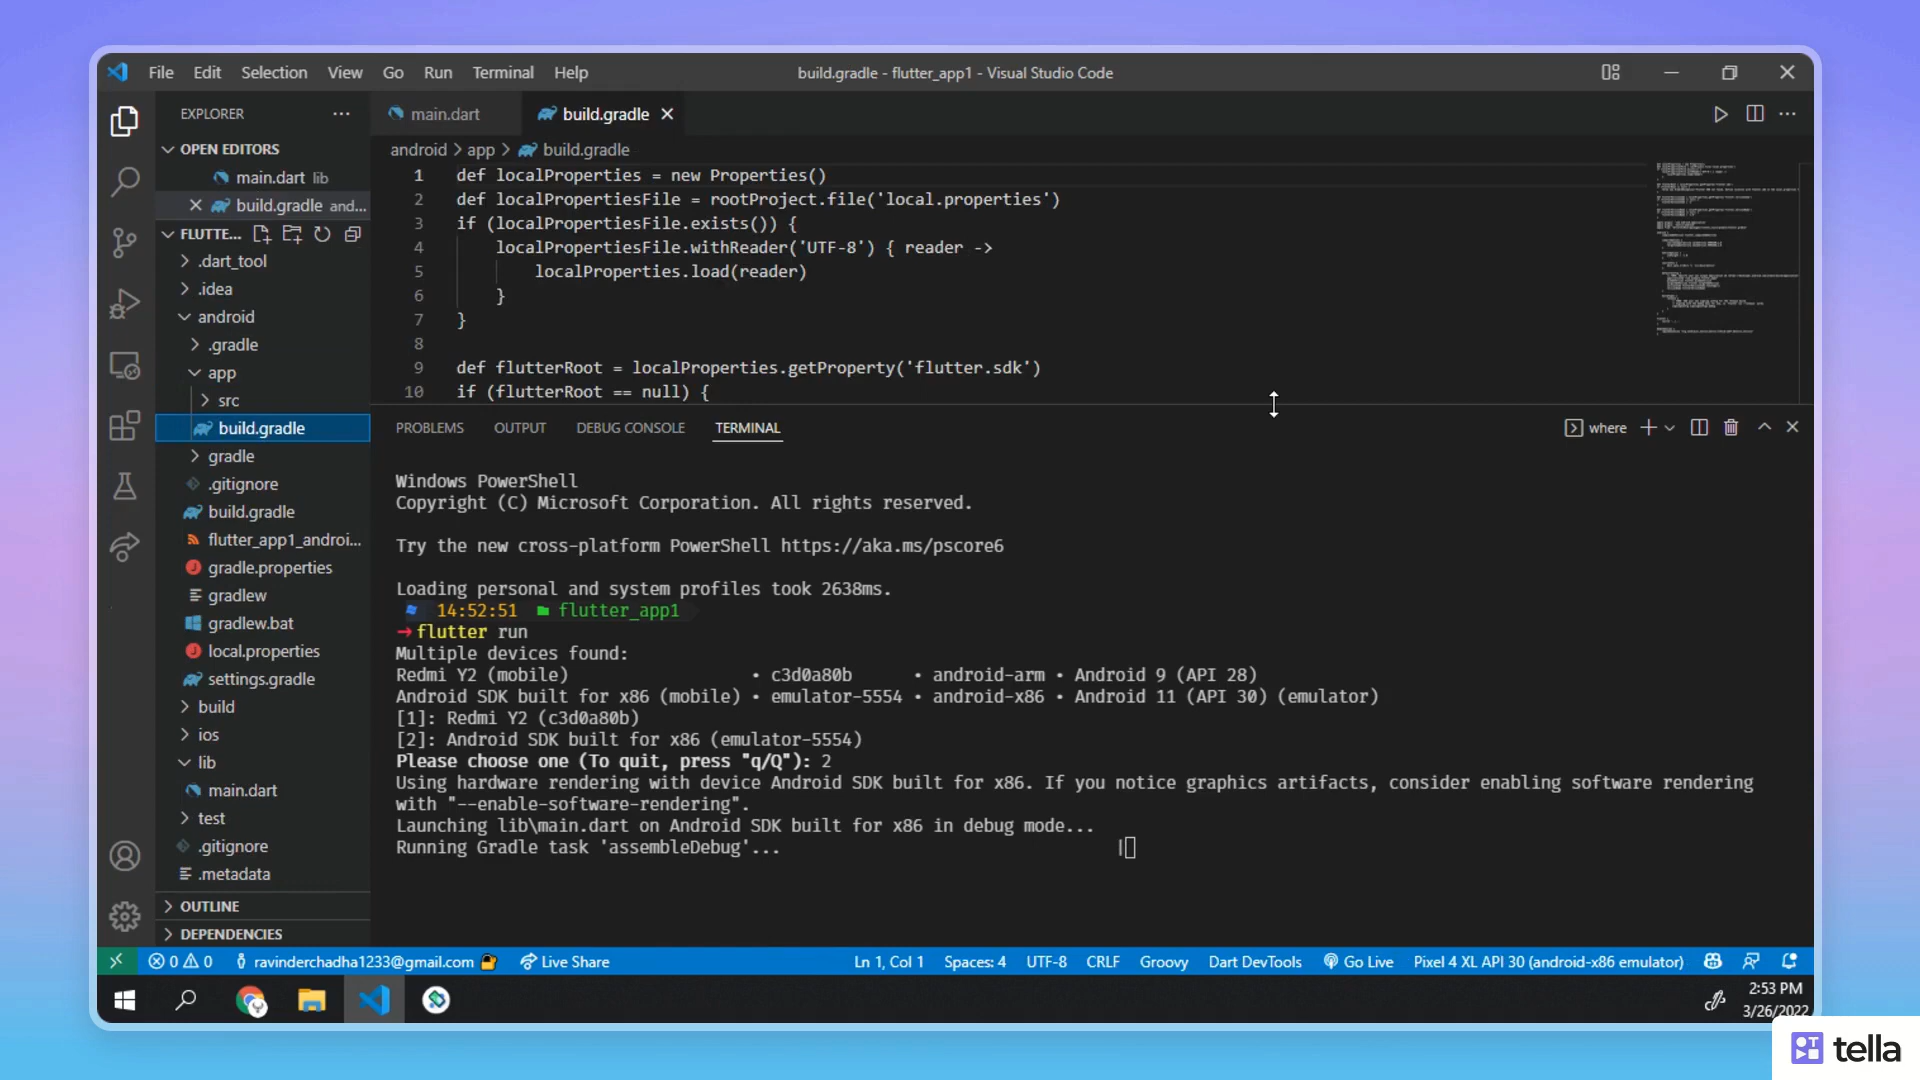 File Edit Selection View Go Run Terminal Help
build.gradle - flutter_app1 - Visual Studio Code
EXPLORER
OPEN EDITORS
main.dart lib
build.gradle and...
FLUTTE...
.dart_tool
.idea
android
.gradle
app
src
build.gradle
gradle
.gitignore
build.gradle
flutter_app1_androi...
gradle.properties
gradlew
gradlew.bat
local.properties
settings.gradle
build
ios
lib
main.dart
test
.gitignore
.metadata
OUTLINE
DEPENDENCIES
main.dart
build.gradle
android > app > build.gradle
1 def localProperties = new Properties()
2 def localPropertiesFile = rootProject.file('local.properties')
3 if (localPropertiesFile.exists()) {
4 localPropertiesFile.withReader('UTF-8') { reader ->
5 localProperties.load(reader)
6 }
7 }
8
9 def flutterRoot = localProperties.getProperty('flutter.sdk')
10 if (flutterRoot == null) {
PROBLEMS OUTPUT DEBUG CONSOLE TERMINAL
where
Windows PowerShell
Copyright (C) Microsoft Corporation. All rights reserved.
Try the new cross-platform PowerShell https://aka.ms/pscore6
Loading personal and system profiles took 2638ms.
14:52:51 flutter_app1
→flutter run
Multiple devices found:
Redmi Y2 (mobile) • c3d0a80b • android-arm • Android 9 (API 28)
Android SDK built for x86 (mobile) • emulator-5554 • android-x86 • Android 11 (API 30) (emulator)
[1]: Redmi Y2 (c3d0a80b)
[2]: Android SDK built for x86 (emulator-5554)
Please choose one (To quit, press "q/Q"): 2
Using hardware rendering with device Android SDK built for x86. If you notice graphics artifacts, consider enabling software rendering
with "--enable-software-rendering".
Launching lib\main.dart on Android SDK built for x86 in debug mode...
Running Gradle task 'assembleDebug'... |
0 0 ravinderchadha1233@gmail.com Live Share
Ln 1, Col 1 Spaces: 4 UTF-8 CRLF Groovy Dart DevTools Go Live Pixel 4 XL API 30 (android-x86 emulator)
2:53 PM
3/26/2022
tella